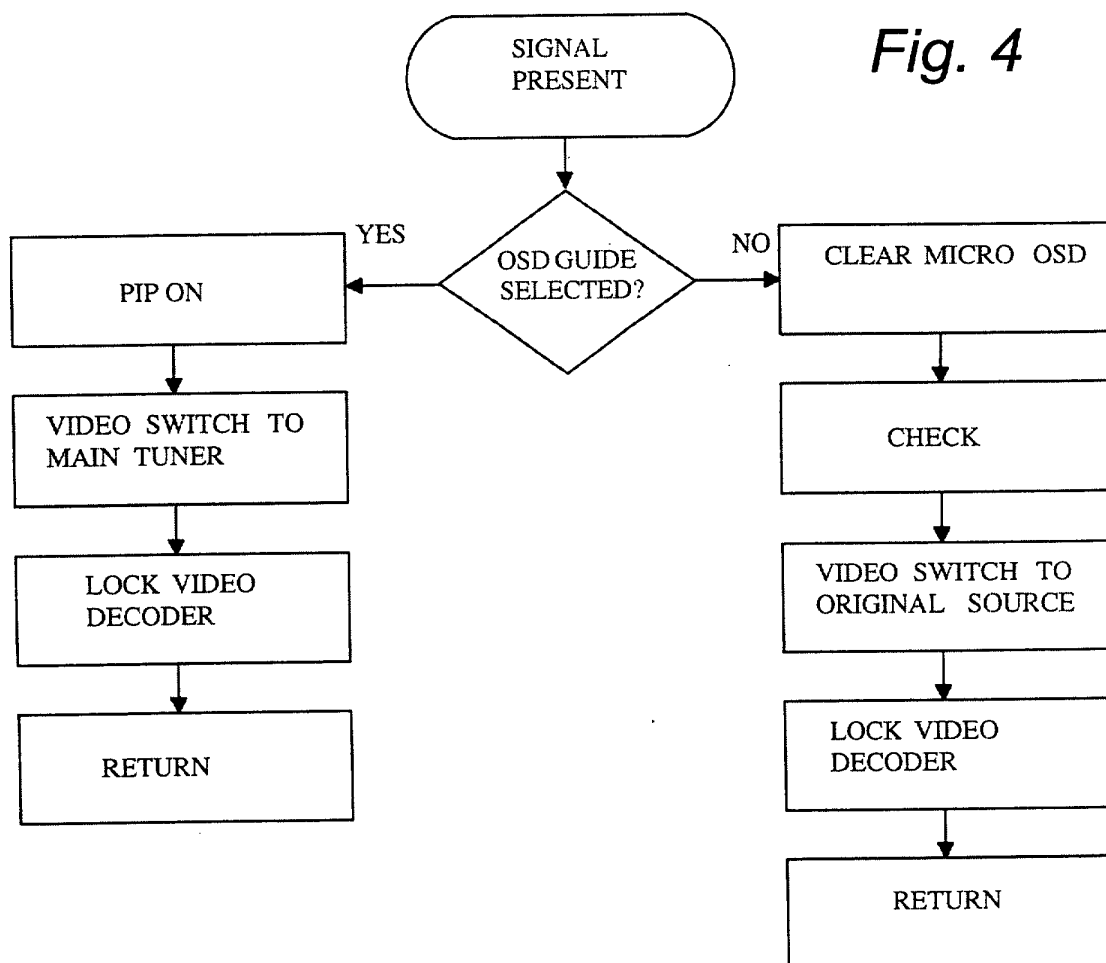 Fig. 4
SIGNAL
PRESENT
OSD GUIDE
SELECTED?
YES
NO
PIP ON
VIDEO SWITCH TO
MAIN TUNER
LOCK VIDEO
DECODER
RETURN
CLEAR MICRO OSD
CHECK
VIDEO SWITCH TO
ORIGINAL SOURCE
LOCK VIDEO
DECODER
RETURN